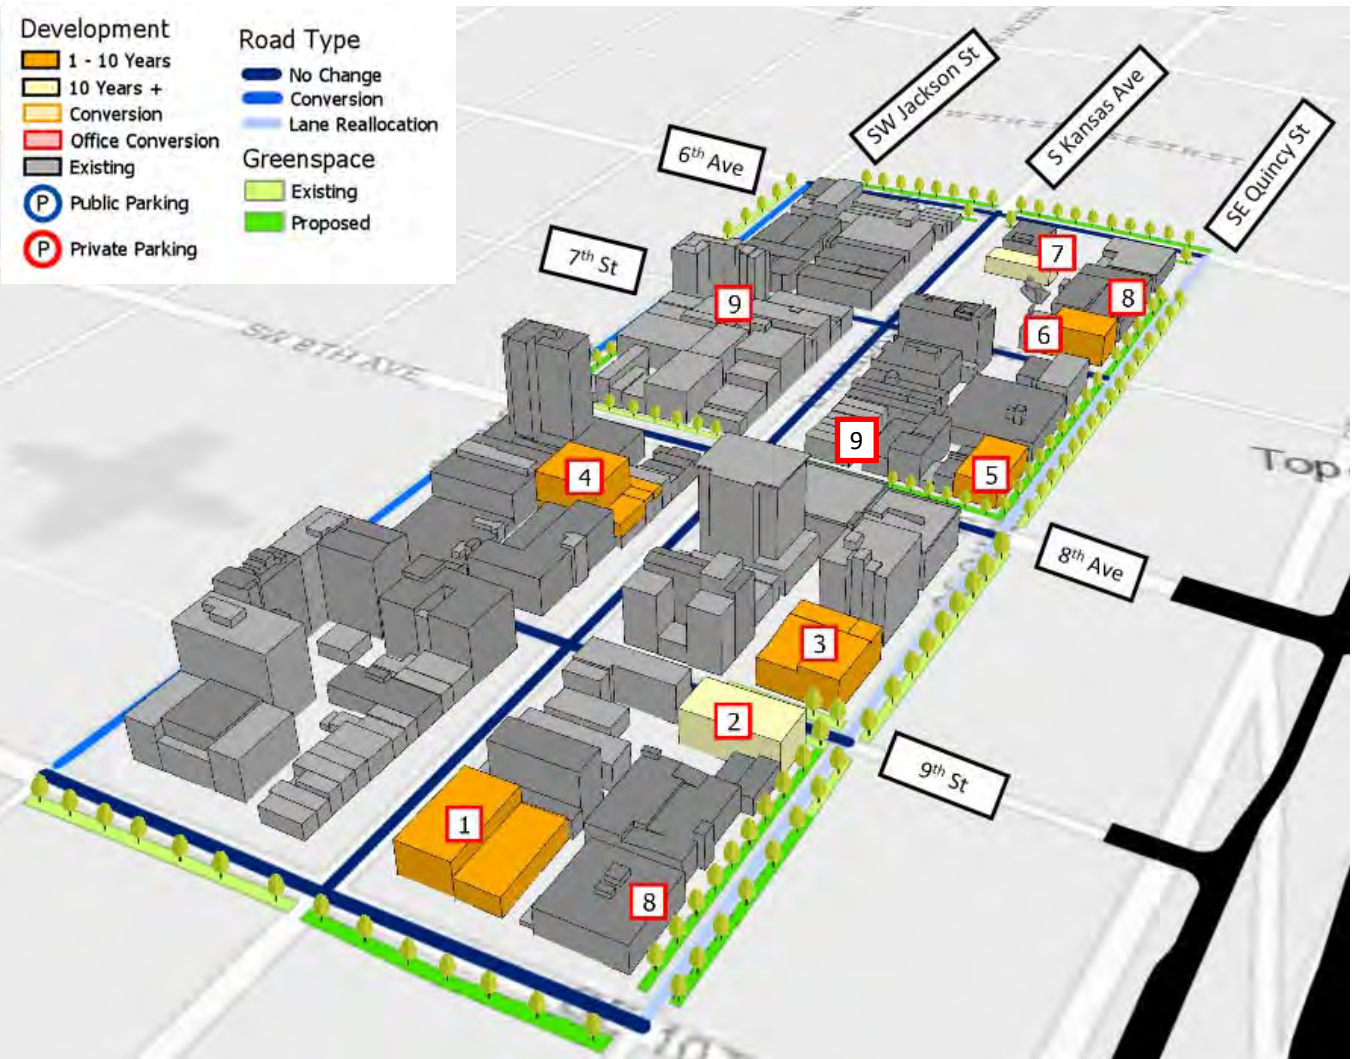 Development
1 - 10 Years
10 Years +
Conversion
Office Conversion
Existing
P Public Parking
P Private Parking
Road Type
No Change
Conversion
Lane Reallocation
Greenspace
Existing
Proposed
SW Jackson St
S Kansas Ave
SE Quincy St
6th Ave
7th St
SW 8TH AVE
7
8
9
6
9
4
5
Top
8th Ave
3
2
9th St
1
8
10